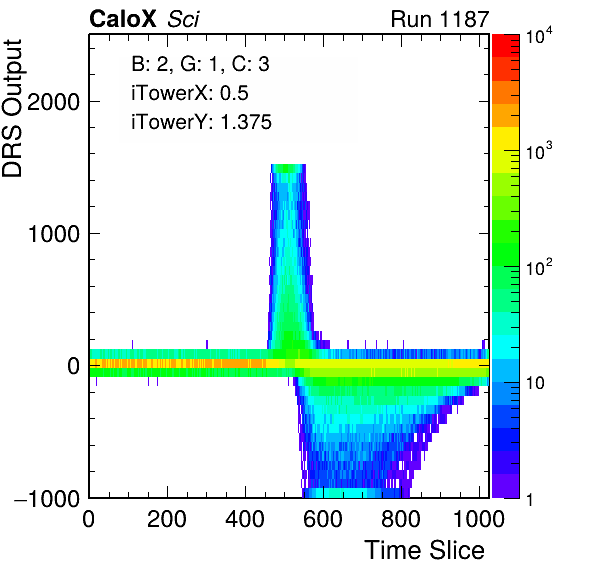 CaloX Sci Run 1187
DRS Output
B: 2, G: 1, C: 3
iTowerX: 0.5
iTowerY: 1.375
2000
1000
0
−1000
0 200 400 600 800 1000
Time Slice
10^4
10^3
10^2
10
1